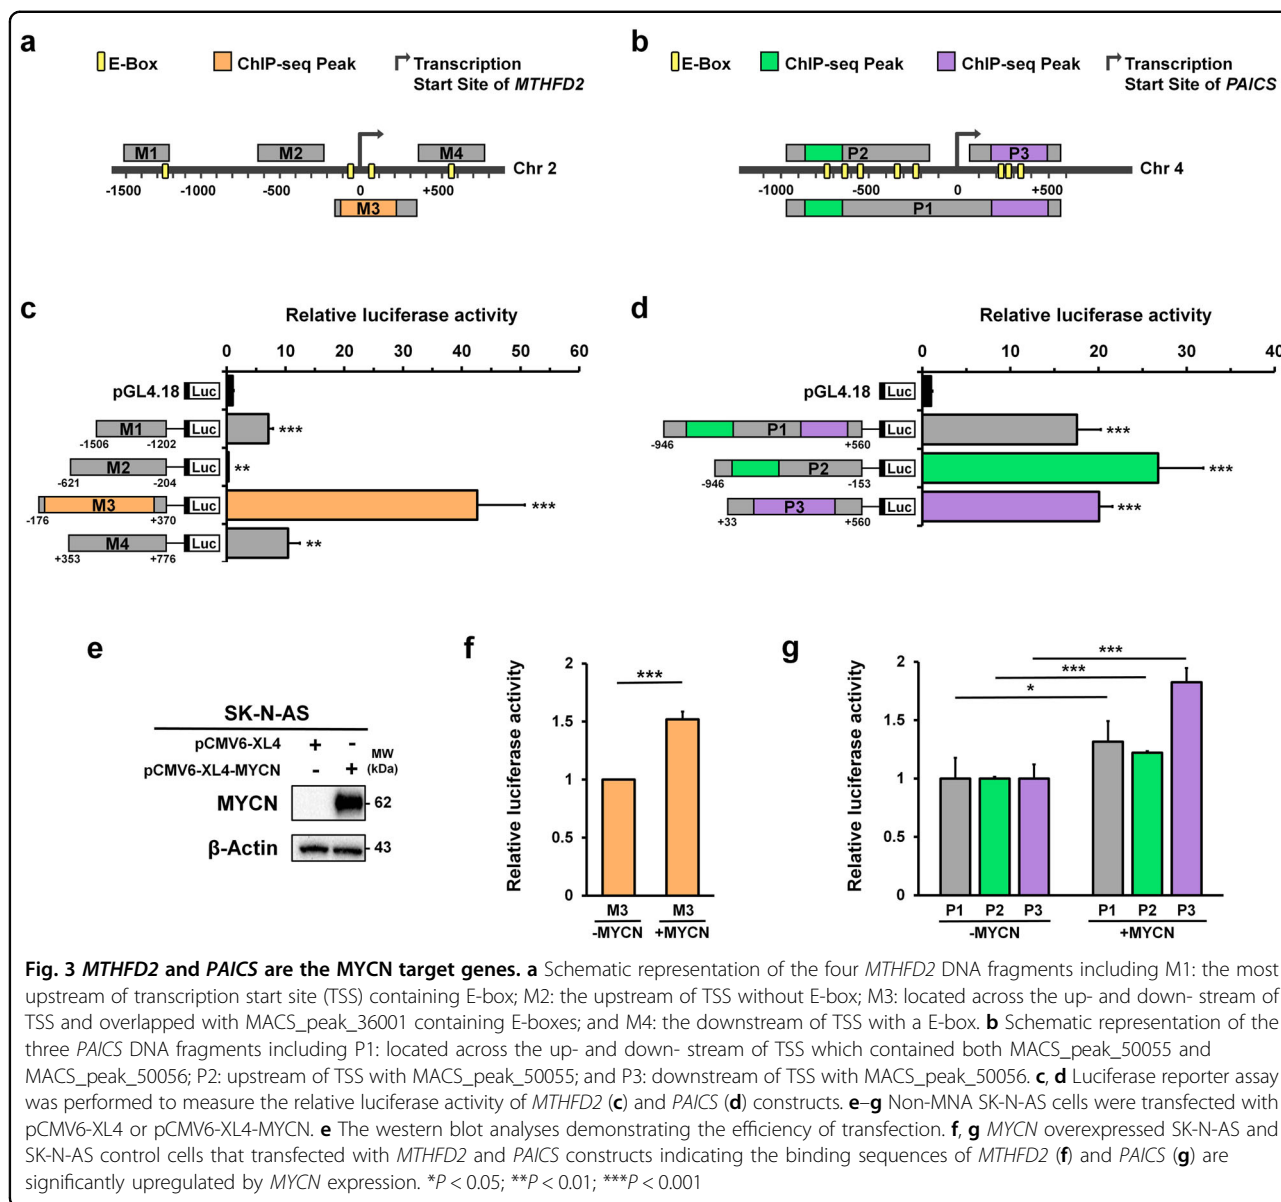 a
E-Box
ChIP-seq Peak
Transcription
Start Site of MTHFD2
M1
M2
M4
Chr 2
-1500
-1000
-500
0
+500
M3
b
E-Box
ChIP-seq Peak
ChIP-seq Peak
Transcription
Start Site of PAICS
P2
P3
Chr 4
-1000
-500
0
+500
P1
c
Relative luciferase activity
0 10 20 30 40 50 60
pGL4.18 Luc
M1 Luc ***
-1506 -1202
M2 Luc **
-621 -204
M3 Luc ***
-176 +370
M4 Luc **
+353 +776
d
Relative luciferase activity
0 10 20 30 40
pGL4.18 Luc
P1 Luc ***
-946 +560
P2 Luc ***
-946 -153
P3 Luc ***
+33 +560
e
SK-N-AS
pCMV6-XL4 + -
pCMV6-XL4-MYCN - +
MW
(kDa)
MYCN - 62
β-Actin - 43
f
Relative luciferase activity
2
1.5
1
0.5
0
***
M3 M3
-MYCN +MYCN
g
Relative luciferase activity
2
1.5
1
0.5
0
***
***
*
P1 P2 P3 P1 P2 P3
-MYCN +MYCN
Fig. 3 MTHFD2 and PAICS are the MYCN target genes. a Schematic representation of the four MTHFD2 DNA fragments including M1: the most
upstream of transcription start site (TSS) containing E-box; M2: the upstream of TSS without E-box; M3: located across the up- and down- stream of
TSS and overlapped with MACS_peak_36001 containing E-boxes; and M4: the downstream of TSS with a E-box. b Schematic representation of the
three PAICS DNA fragments including P1: located across the up- and down- stream of TSS which contained both MACS_peak_50055 and
MACS_peak_50056; P2: upstream of TSS with MACS_peak_50055; and P3: downstream of TSS with MACS_peak_50056. c, d Luciferase reporter assay
was performed to measure the relative luciferase activity of MTHFD2 (c) and PAICS (d) constructs. e–g Non-MNA SK-N-AS cells were transfected with
pCMV6-XL4 or pCMV6-XL4-MYCN. e The western blot analyses demonstrating the efficiency of transfection. f, g MYCN overexpressed SK-N-AS and
SK-N-AS control cells that transfected with MTHFD2 and PAICS constructs indicating the binding sequences of MTHFD2 (f) and PAICS (g) are
significantly upregulated by MYCN expression. *P < 0.05; **P < 0.01; ***P < 0.001